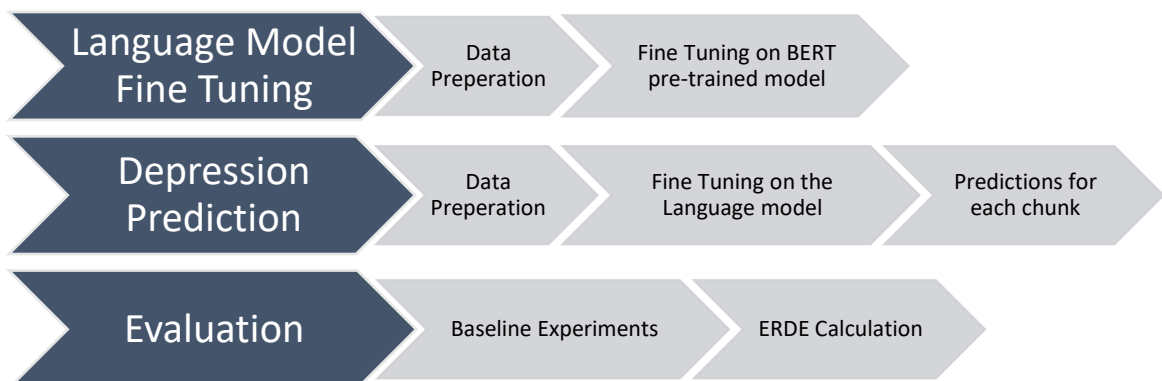 Language Model
Fine Tuning
Data
Preperation
Fine Tuning on BERT
pre-trained model
Depression
Prediction
Data
Preperation
Fine Tuning on the
Language model
Predictions for
each chunk
Evaluation
Baseline Experiments
ERDE Calculation